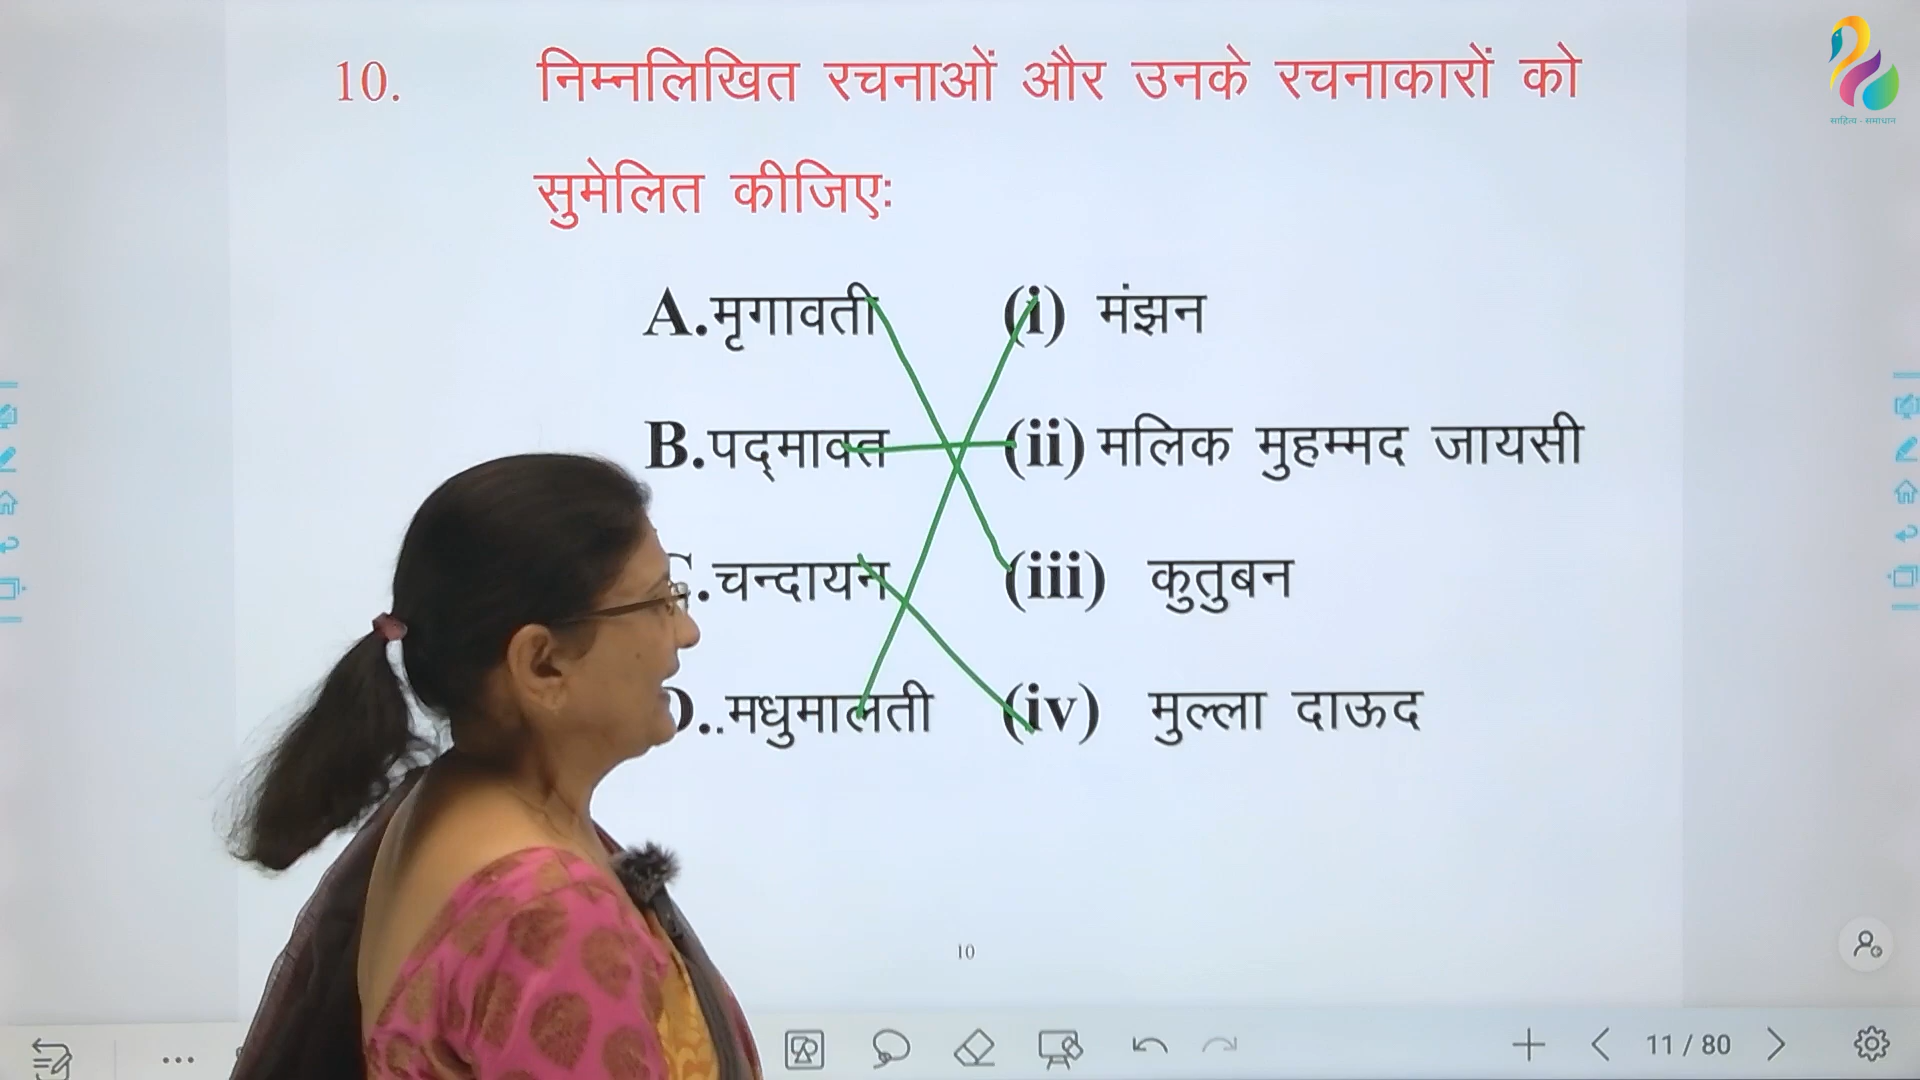 साहित्य - समाधान
10. निम्नलिखित रचनाओं और उनके रचनाकारों को
सुमेलित कीजिएः
A.मृगावती (i) मंझन
B.पद्मावत (ii) मलिक मुहम्मद जायसी
C.चन्दायन (iii) कुतुबन
D..मधुमालती (iv) मुल्ला दाऊद
10
11 / 80